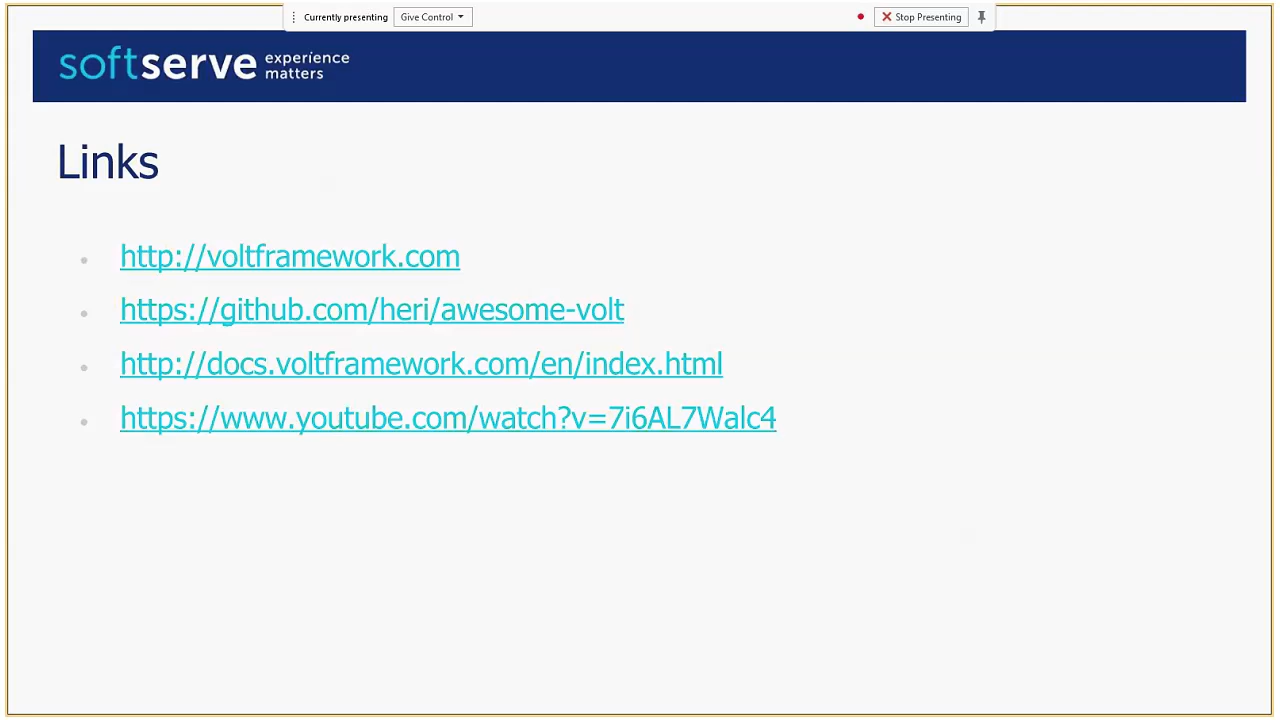 Currently presenting Give Control Stop Presenting
softserve experience matters
Links
http://voltframework.com
https://github.com/heri/awesome-volt
http://docs.voltframework.com/en/index.html
https://www.youtube.com/watch?v=7i6AL7Walc4